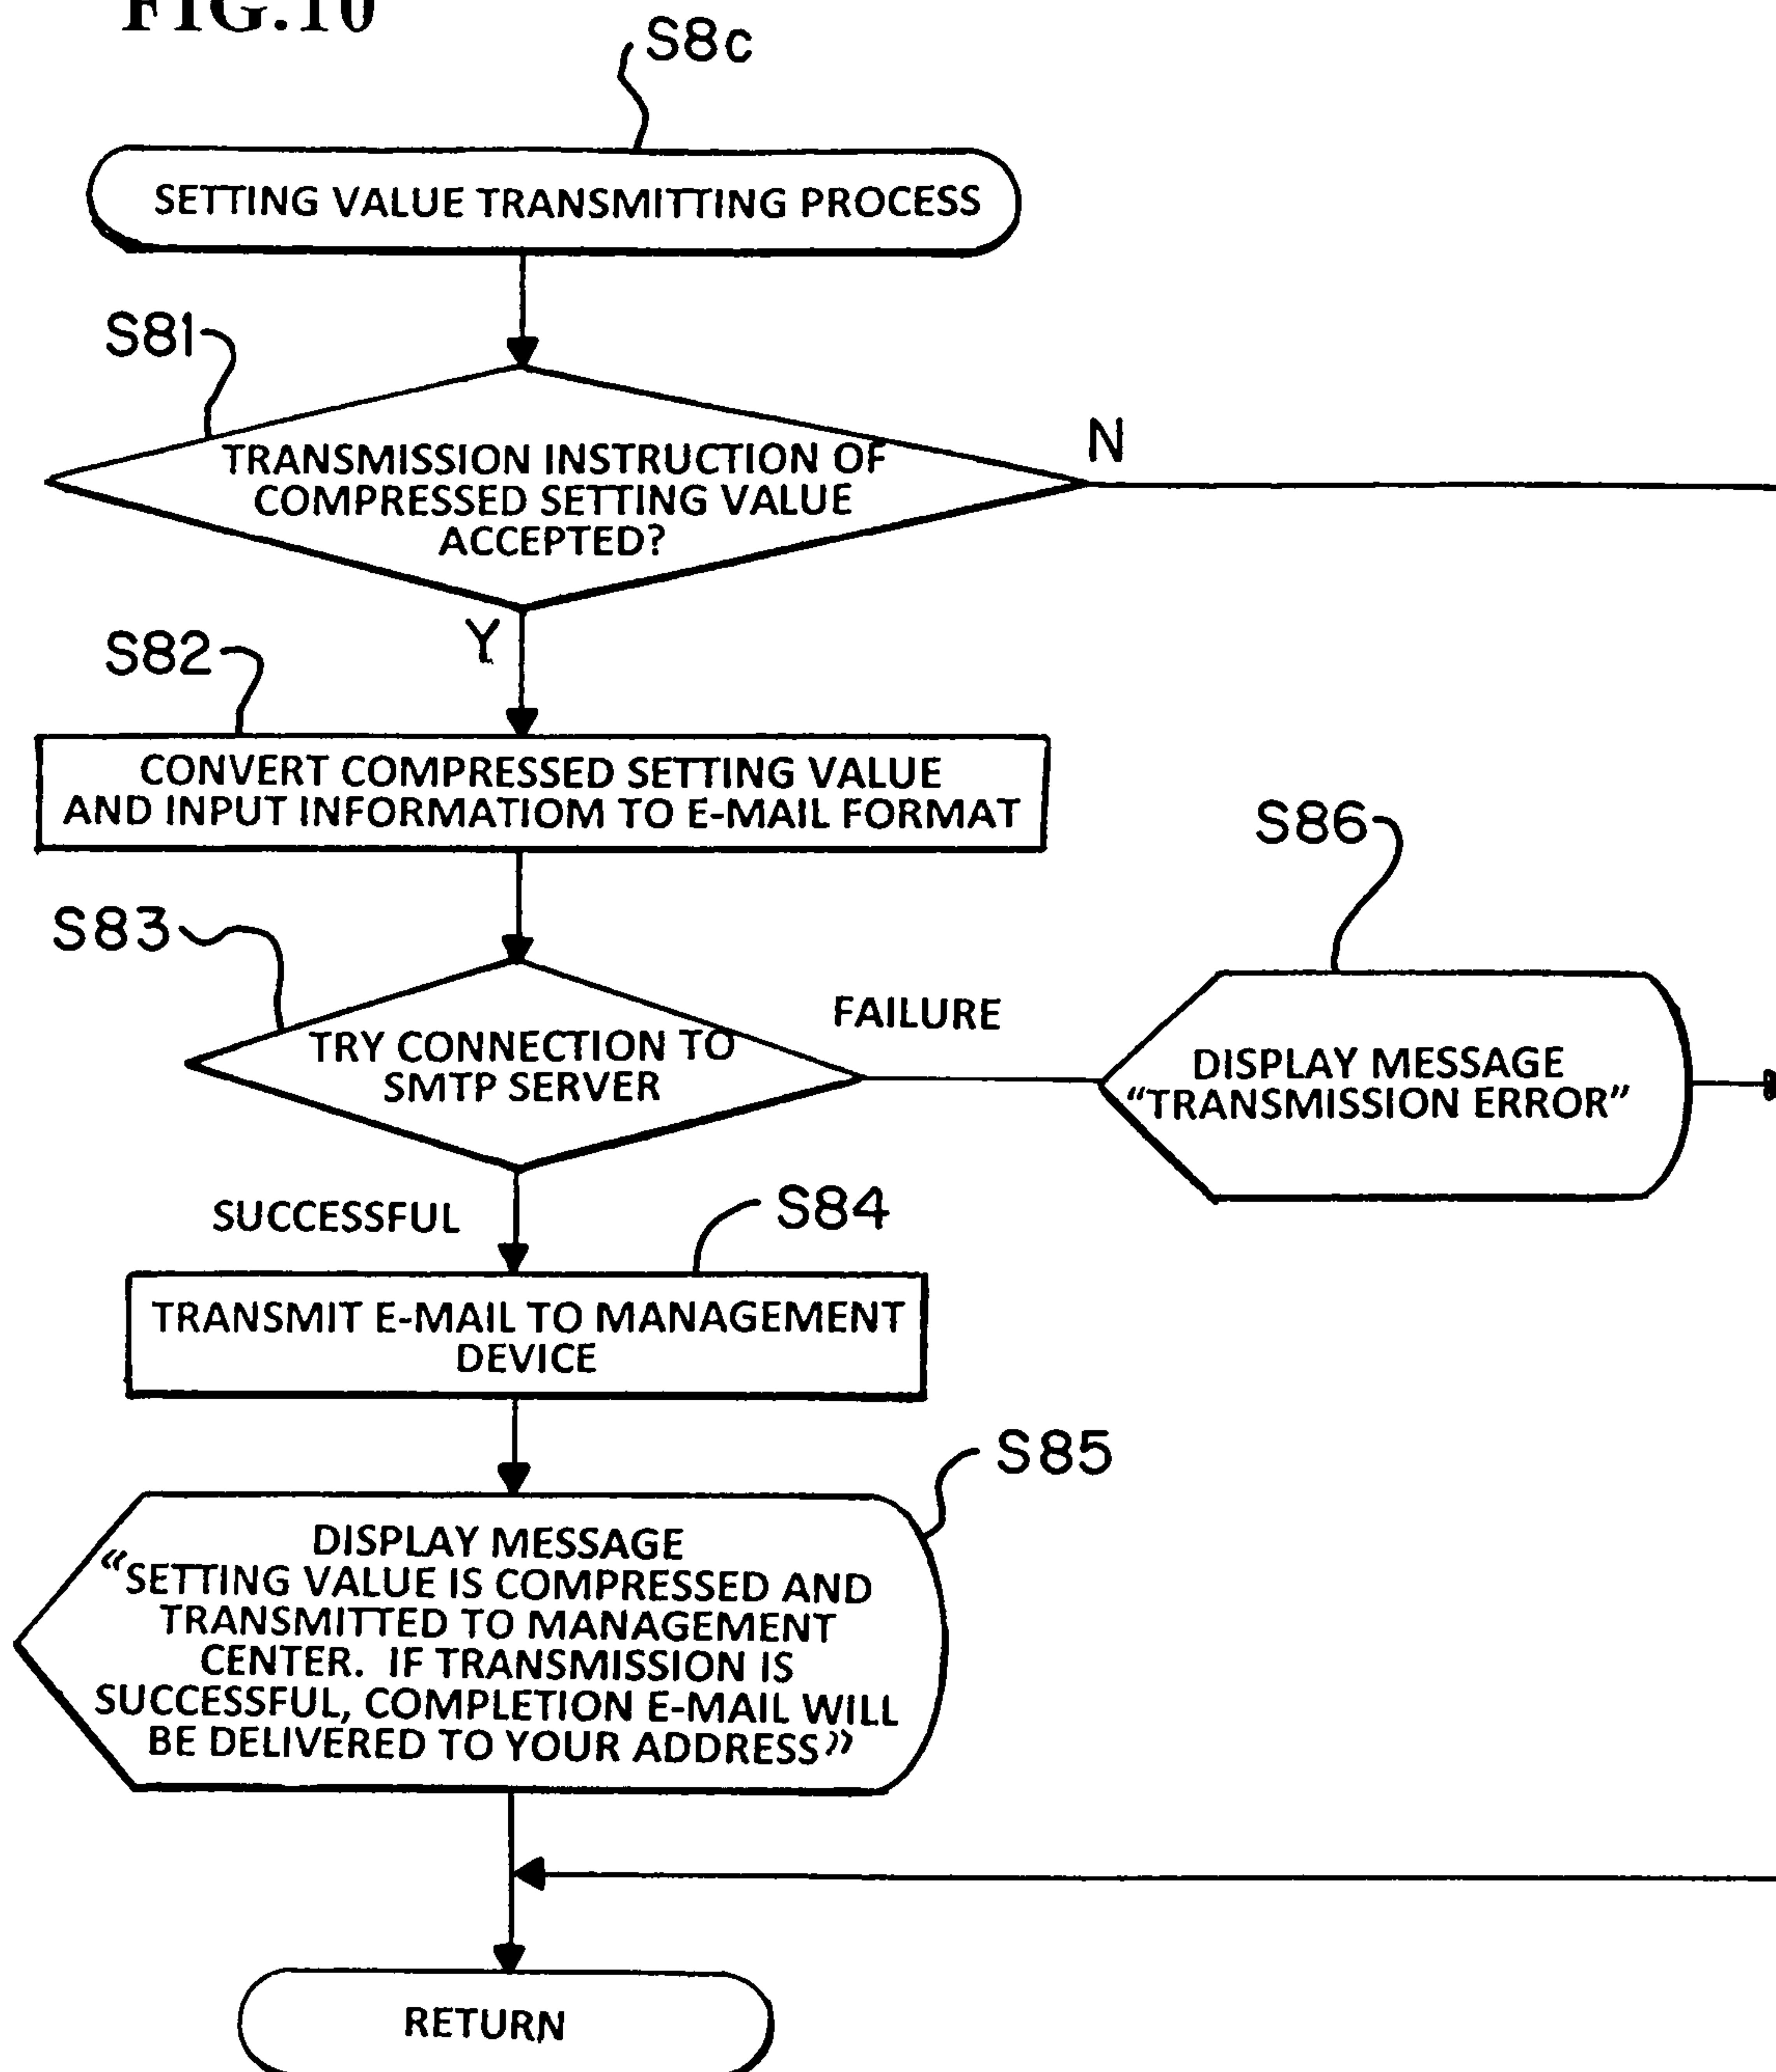 FIG.10
S8c
SETTING VALUE TRANSMITTING PROCESS
S81
TRANSMISSION INSTRUCTION OF
COMPRESSED SETTING VALUE
ACCEPTED?
N
Y
S82
CONVERT COMPRESSED SETTING VALUE
AND INPUT INFORMATIOM TO E-MAIL FORMAT
S83
TRY CONNECTION TO
SMTP SERVER
FAILURE
S86
DISPLAY MESSAGE
“TRANSMISSION ERROR”
SUCCESSFUL
S84
TRANSMIT E-MAIL TO MANAGEMENT
DEVICE
S85
DISPLAY MESSAGE
“SETTING VALUE IS COMPRESSED AND
TRANSMITTED TO MANAGEMENT
CENTER. IF TRANSMISSION IS
SUCCESSFUL, COMPLETION E-MAIL WILL
BE DELIVERED TO YOUR ADDRESS”
RETURN